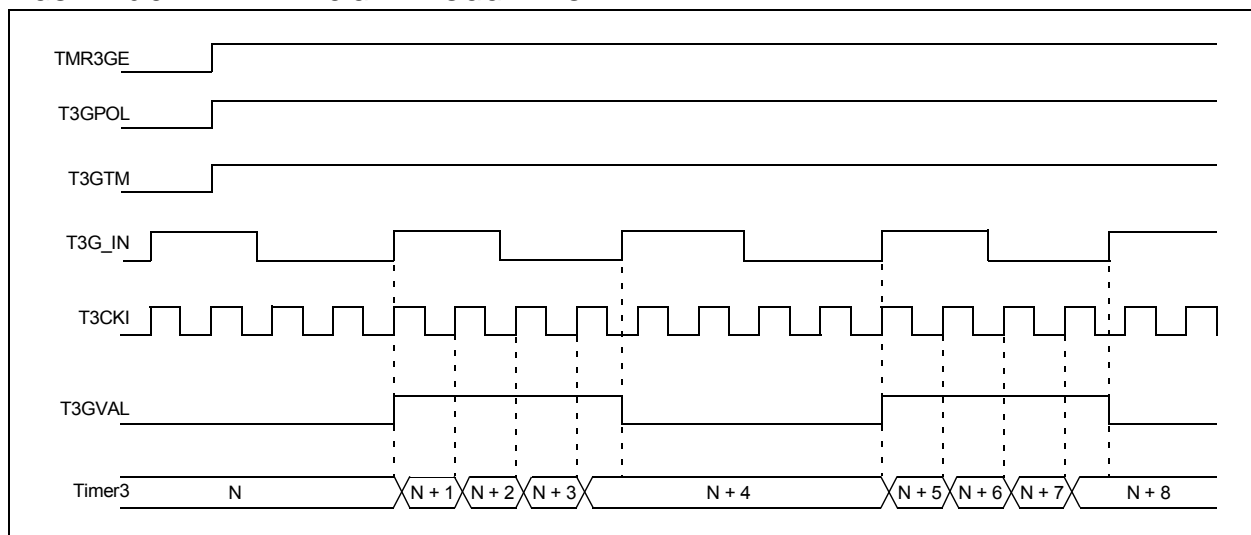 TMR3GE
T3GPOL
T3GTM
T3G_IN
T3CKI
T3GVAL
Timer3 N N + 1 N + 2 N + 3 N + 4 N + 5 N + 6 N + 7 N + 8